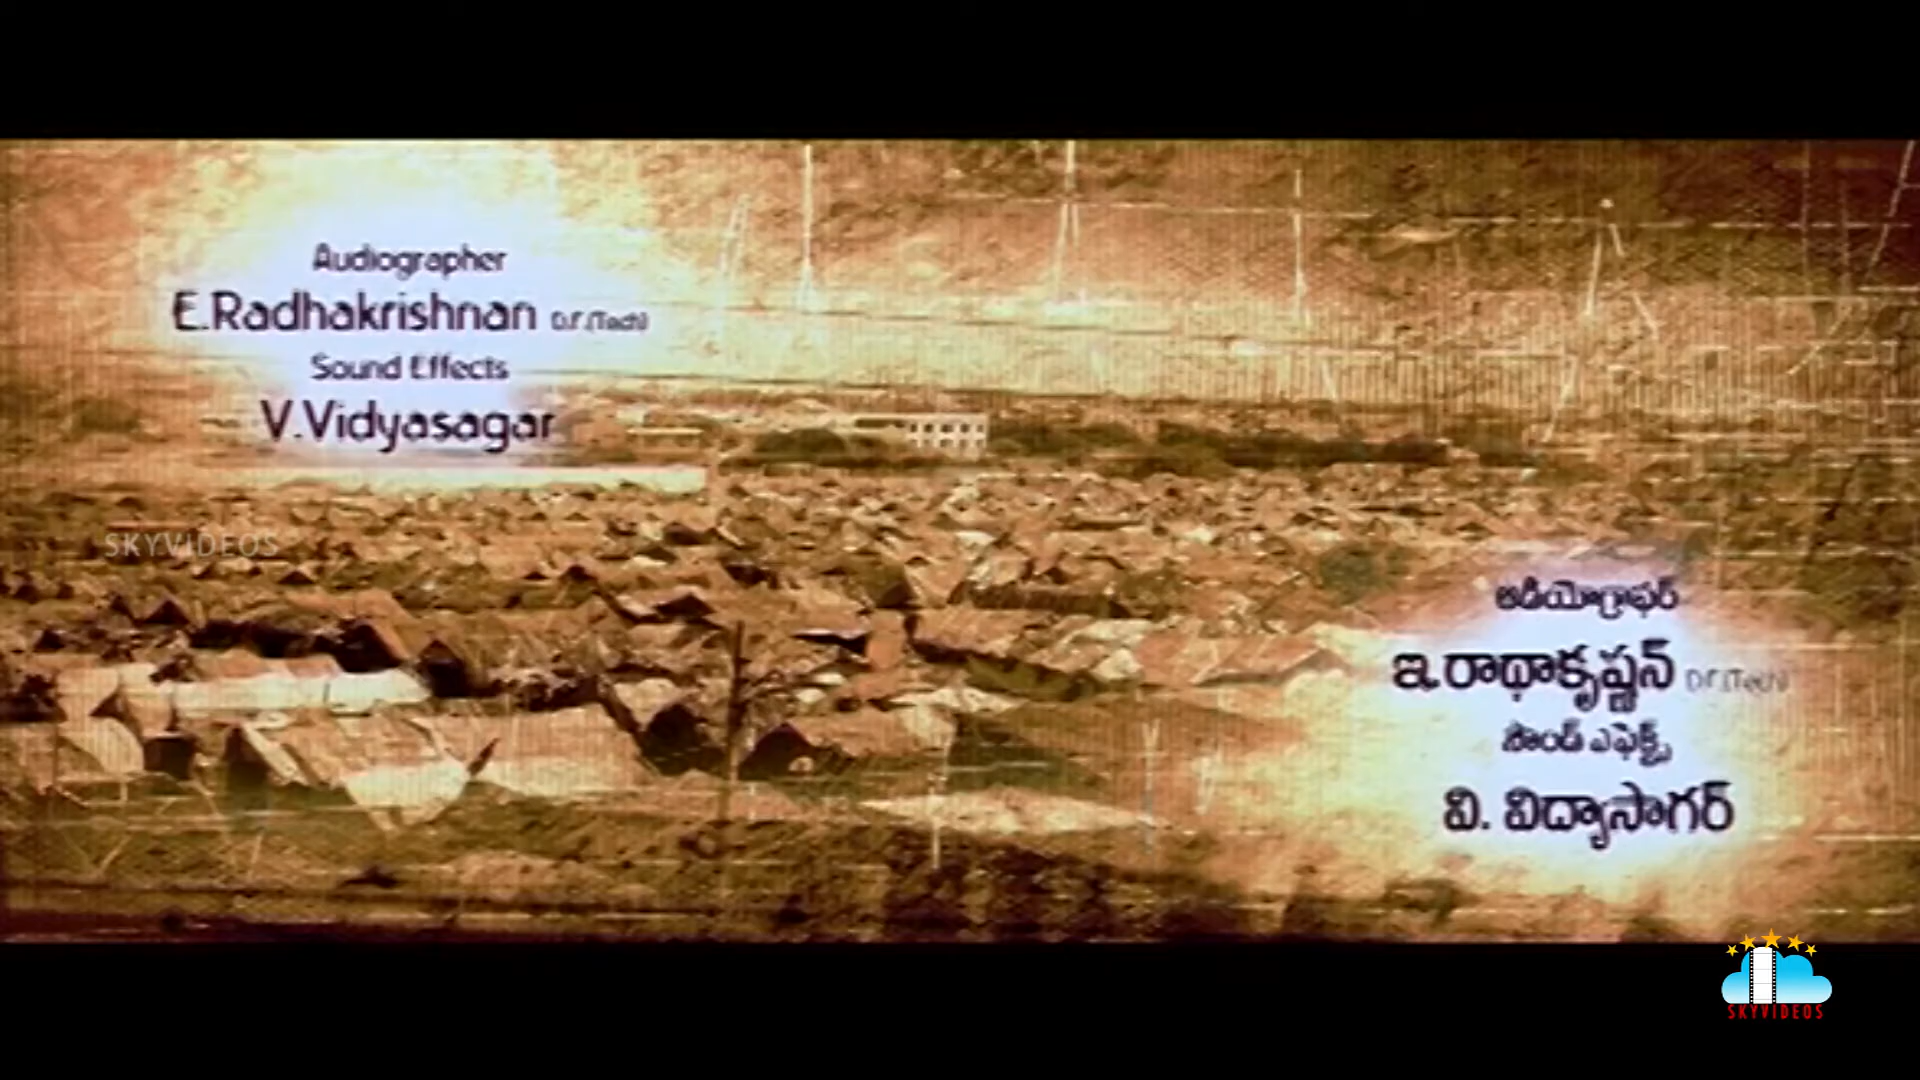 Audiographer
E.Radhakrishnan D.F.(Tech)
Sound Effects
V.Vidyasagar
SKYVIDEOS
ఆడియోగ్రాఫర్
ఇ.రాధాకృష్ణన్ D.F.(Tech)
సౌండ్ ఎఫెక్ట్స్
వి. విద్యాసాగర్
SKYVIDEOS